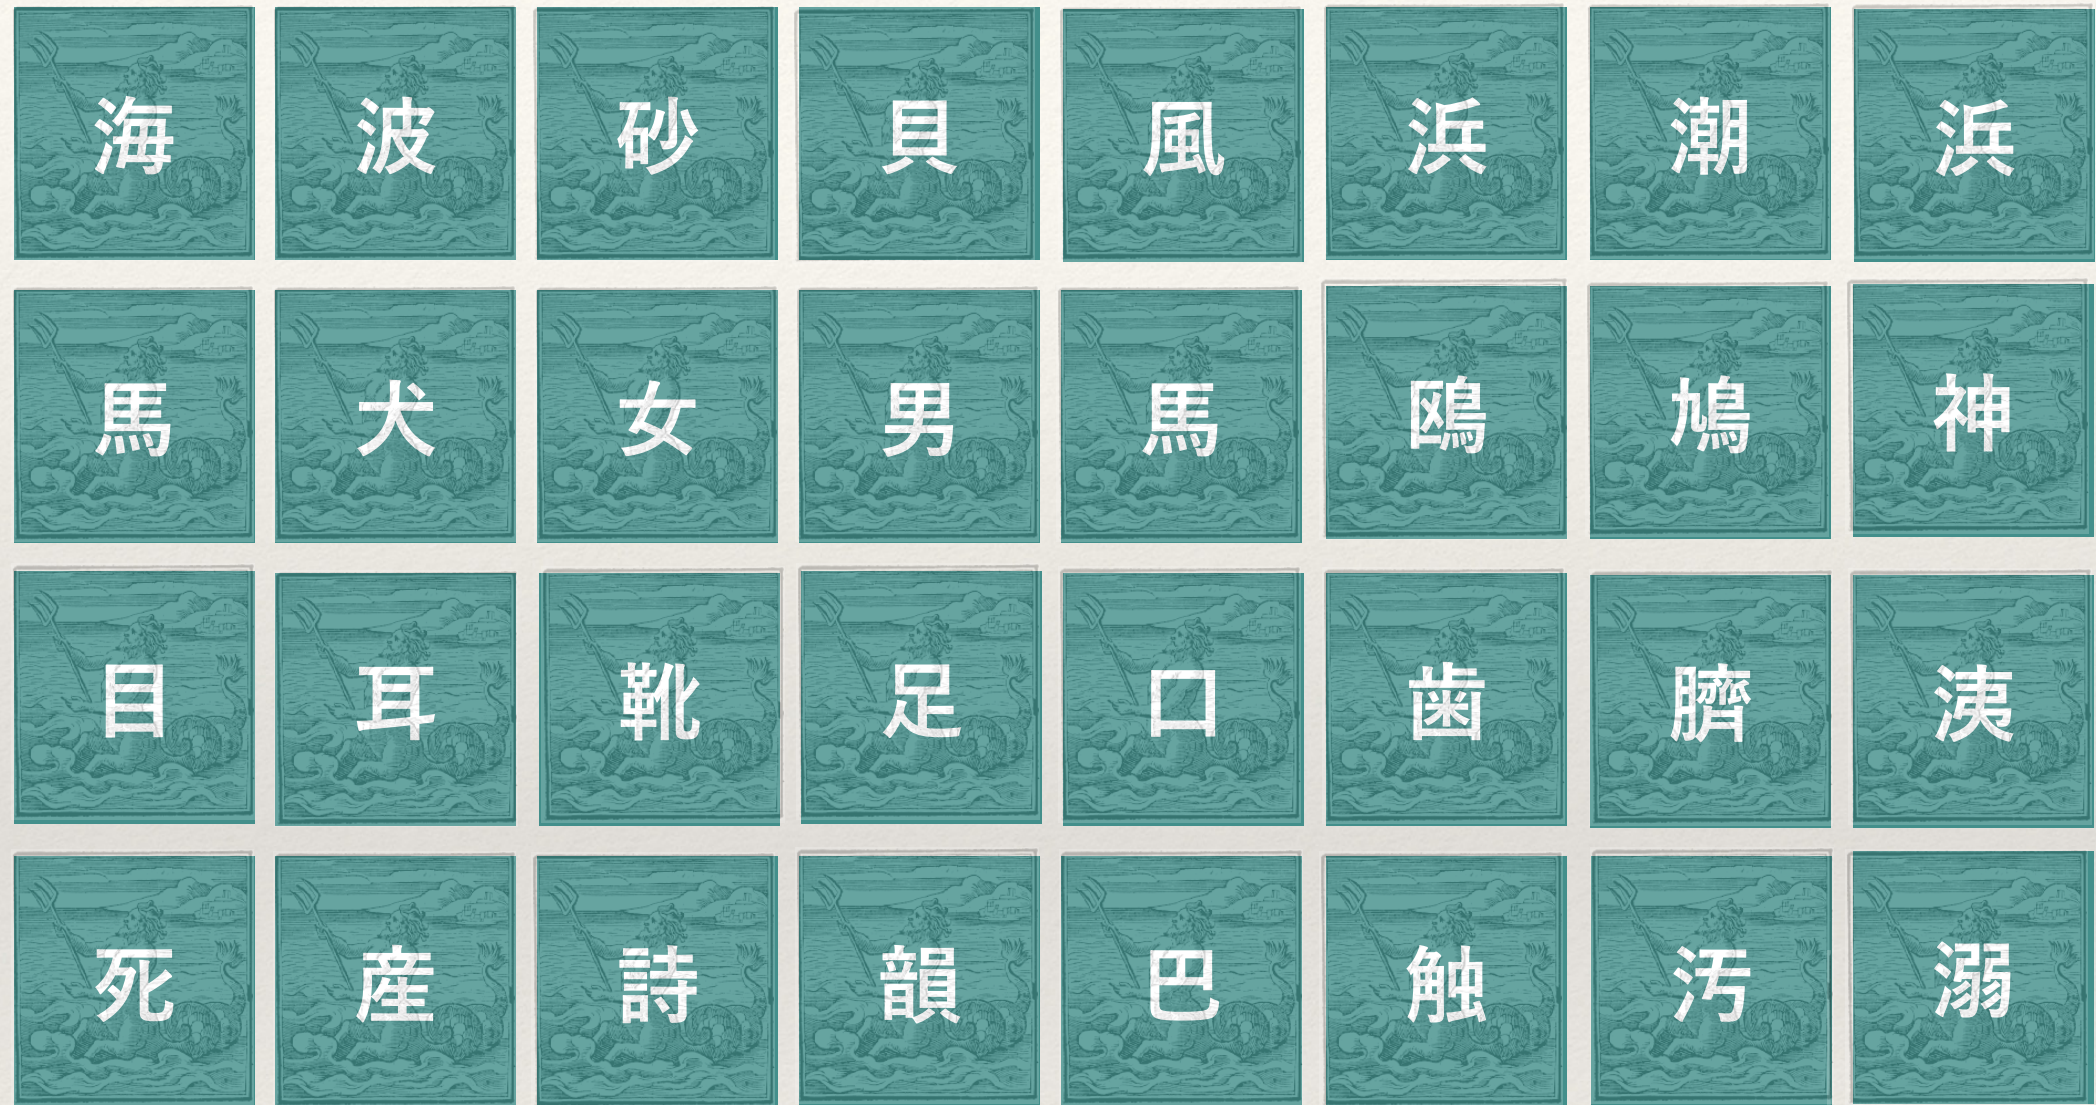 海 波 砂 貝 風 浜 潮 浜
馬 犬 女 男 馬 鴎 鳩 神
目 耳 靴 足 口 歯 臍 洟
死 産 詩 韻 巴 触 汚 溺